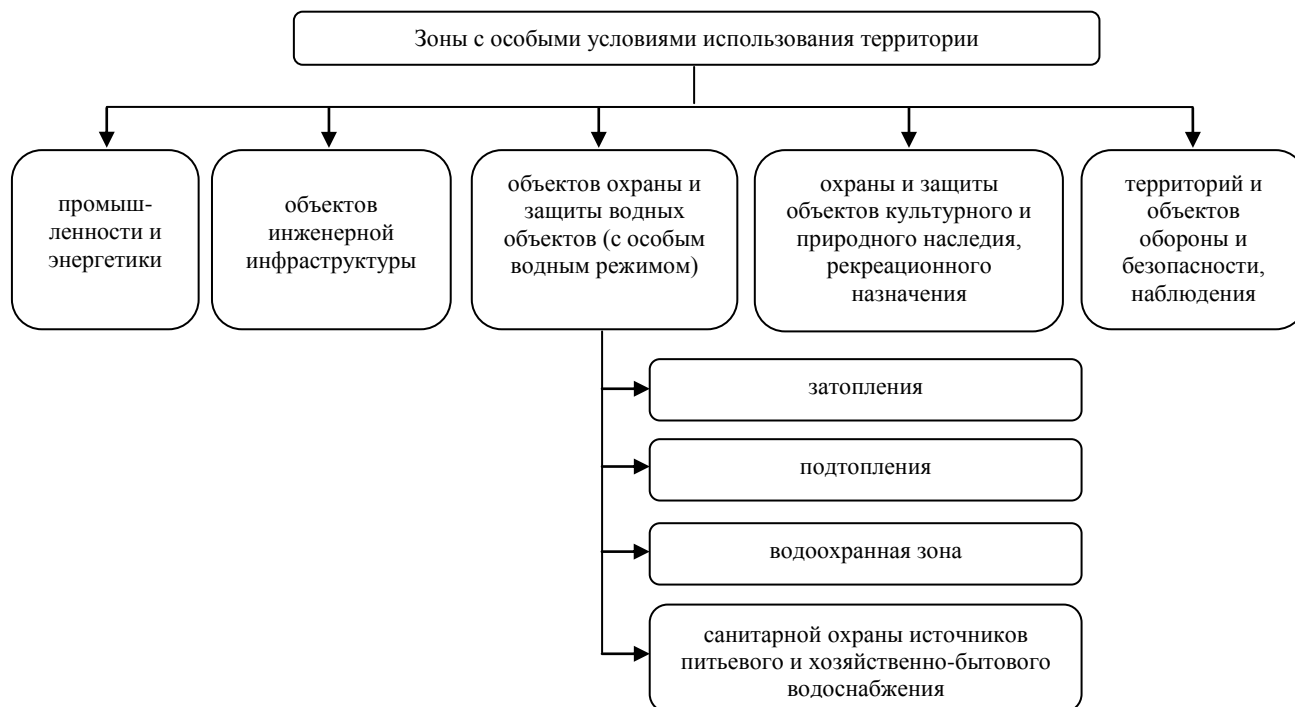 Зоны с особыми условиями использования территории
промыш-
ленности и
энергетики
объектов
инженерной
инфраструктуры
объектов охраны и
защиты водных
объектов (с особым
водным режимом)
охраны и защиты
объектов культурного и
природного наследия,
рекреационного
назначения
территорий и
объектов
обороны и
безопасности,
наблюдения
затопления
подтопления
водоохранная зона
санитарной охраны источников
питьевого и хозяйственно-бытового
водоснабжения